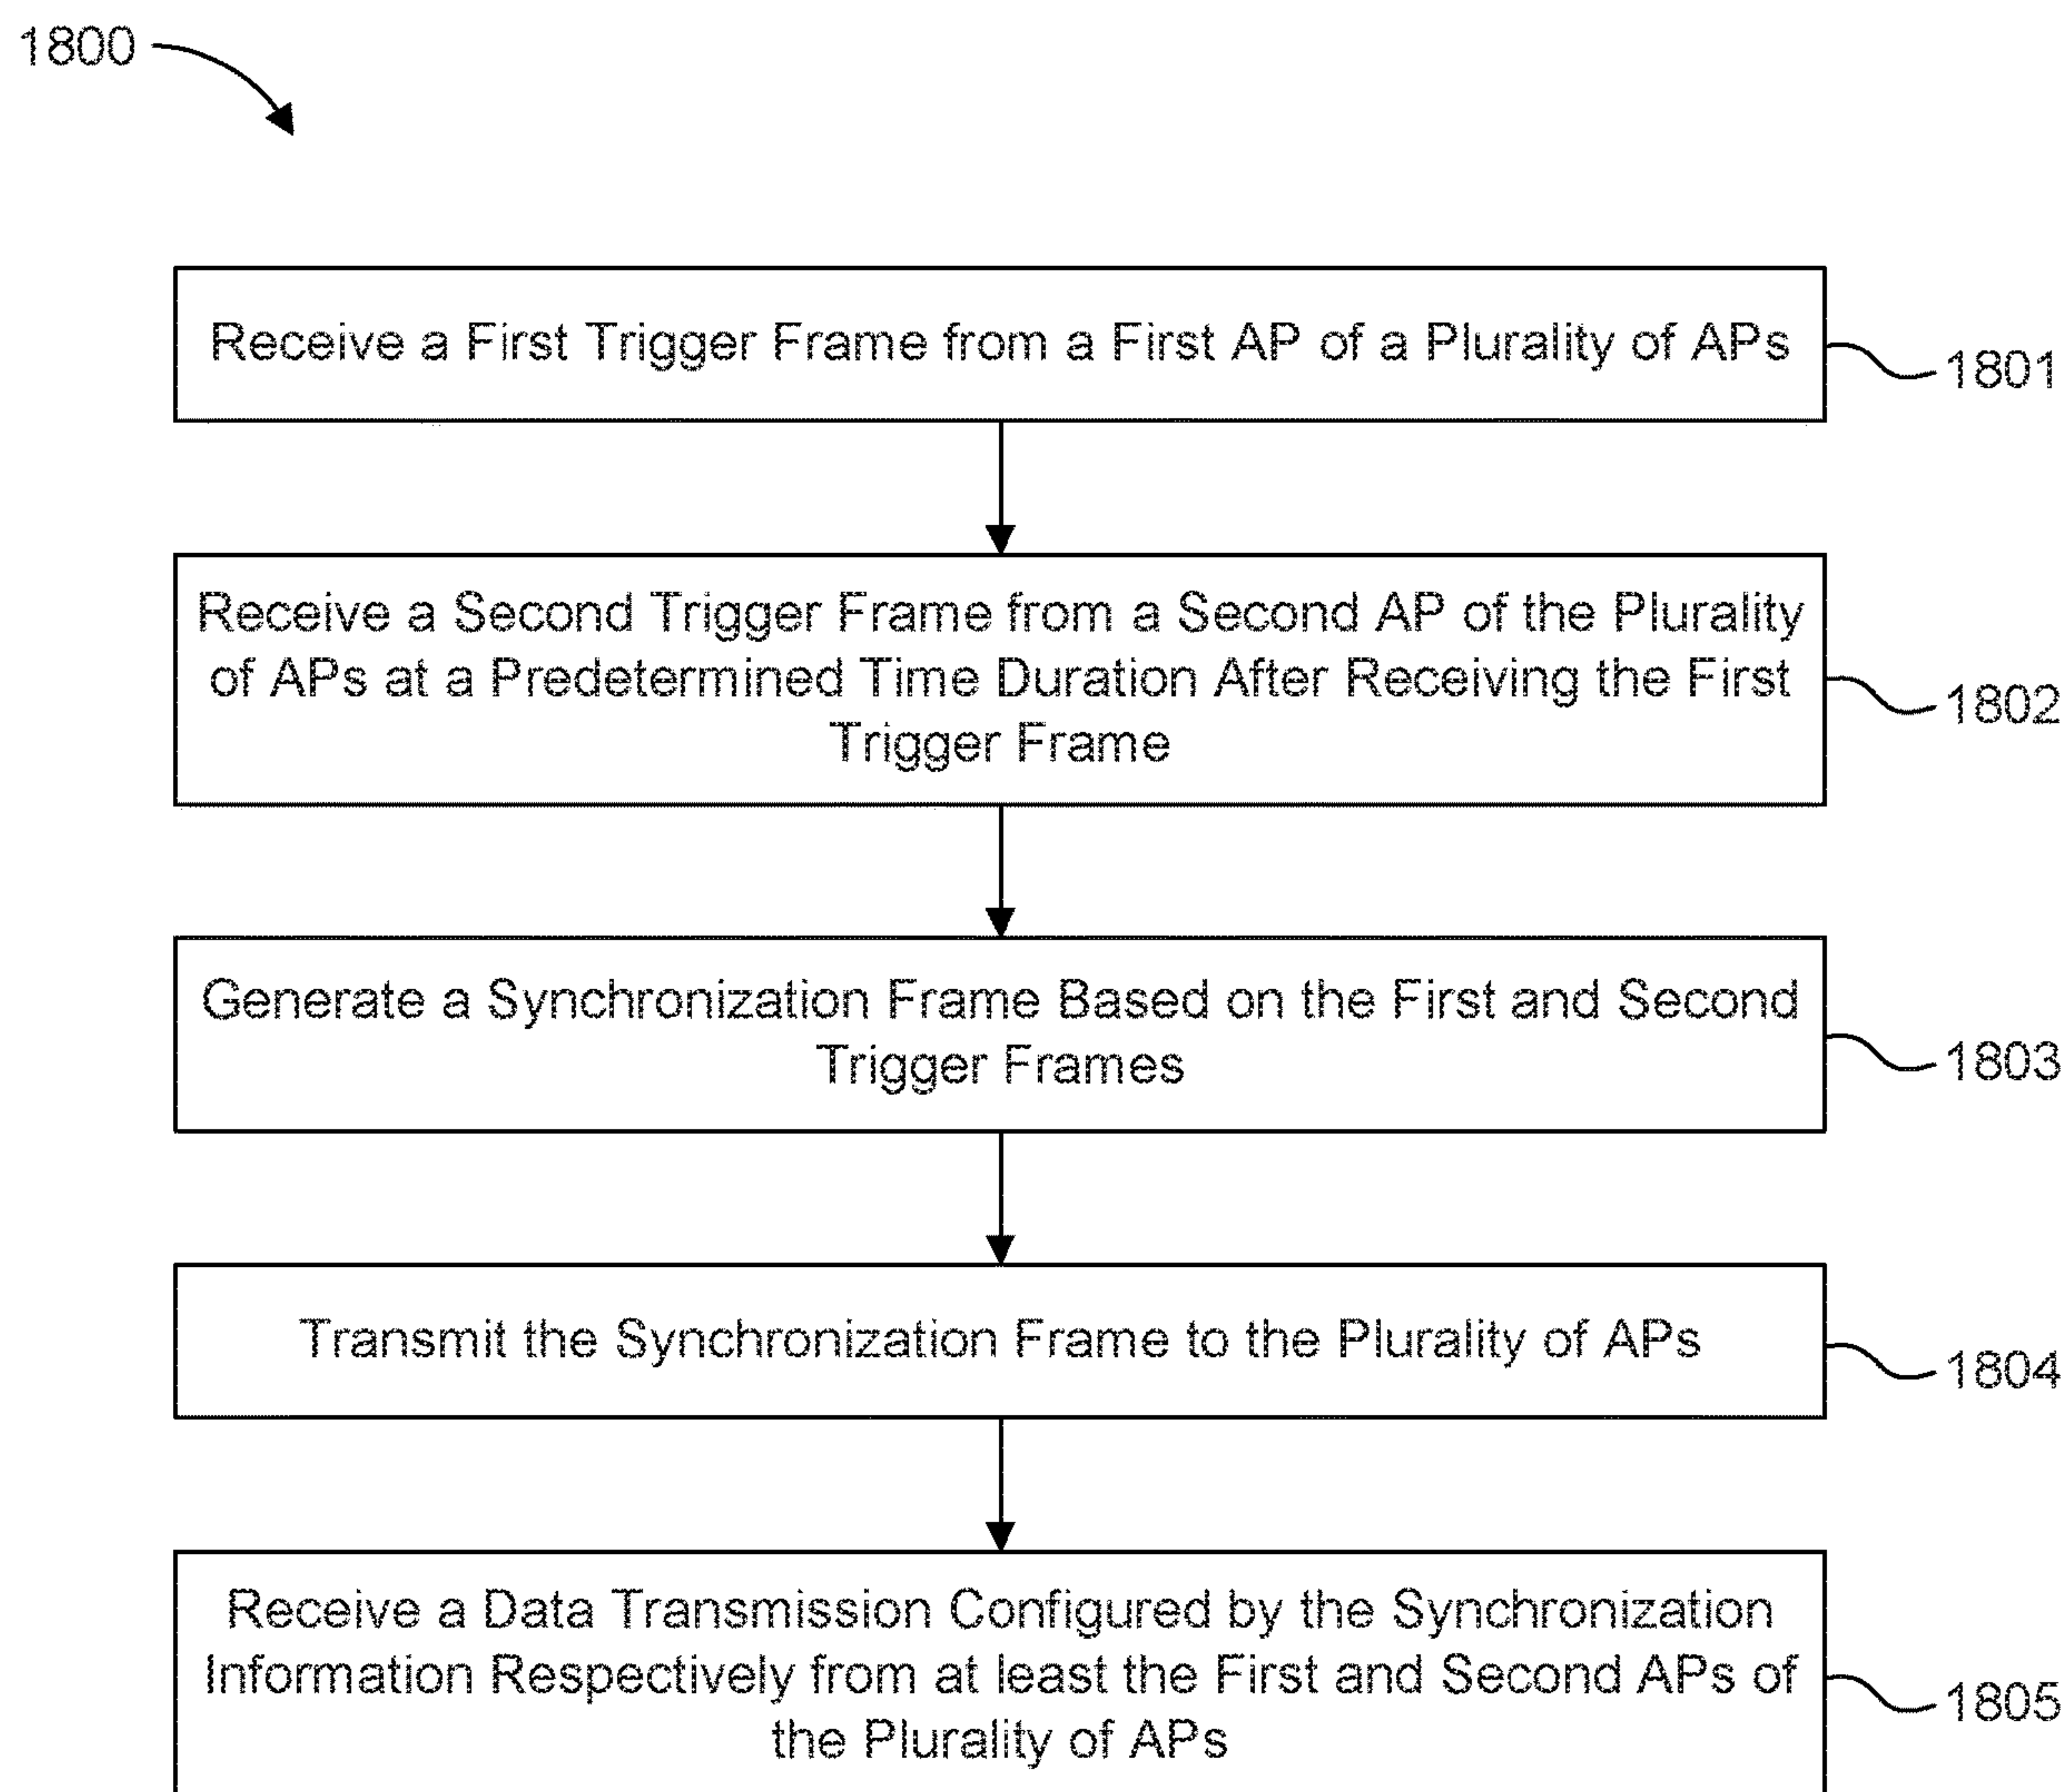 1800
Receive a First Trigger Frame from a First AP of a Plurality of APs
1801
Receive a Second Trigger Frame from a Second AP of the Plurality
of APs at a Predetermined Time Duration After Receiving the First
Trigger Frame
1802
Generate a Synchronization Frame Based on the First and Second
Trigger Frames
1803
Transmit the Synchronization Frame to the Plurality of APs
1804
Receive a Data Transmission Configured by the Synchronization
Information Respectively from at least the First and Second APs of
the Plurality of APs
1805